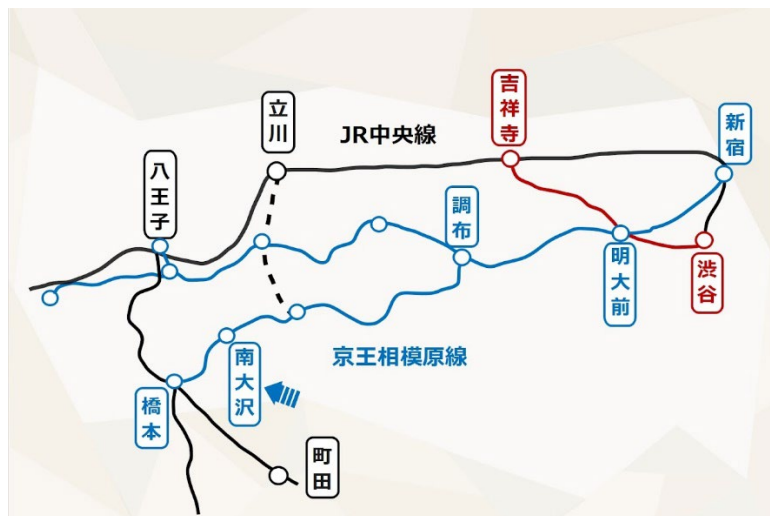 吉祥寺
立川
新宿
JR中央線
八王子
調布
明大前
渋谷
京王相模原線
南大沢
橋本
町田